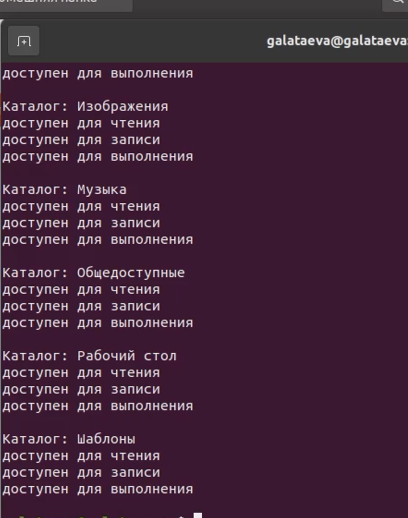 galataeva@galataeva
доступен для выполнения
Каталог: Изображения
доступен для чтения
доступен для записи
доступен для выполнения
Каталог: Музыка
доступен для чтения
доступен для записи
доступен для выполнения
Каталог: Общедоступные
доступен для чтения
доступен для записи
доступен для выполнения
Каталог: Рабочий стол
доступен для чтения
доступен для записи
доступен для выполнения
Каталог: Шаблоны
доступен для чтения
доступен для записи
доступен для выполнения